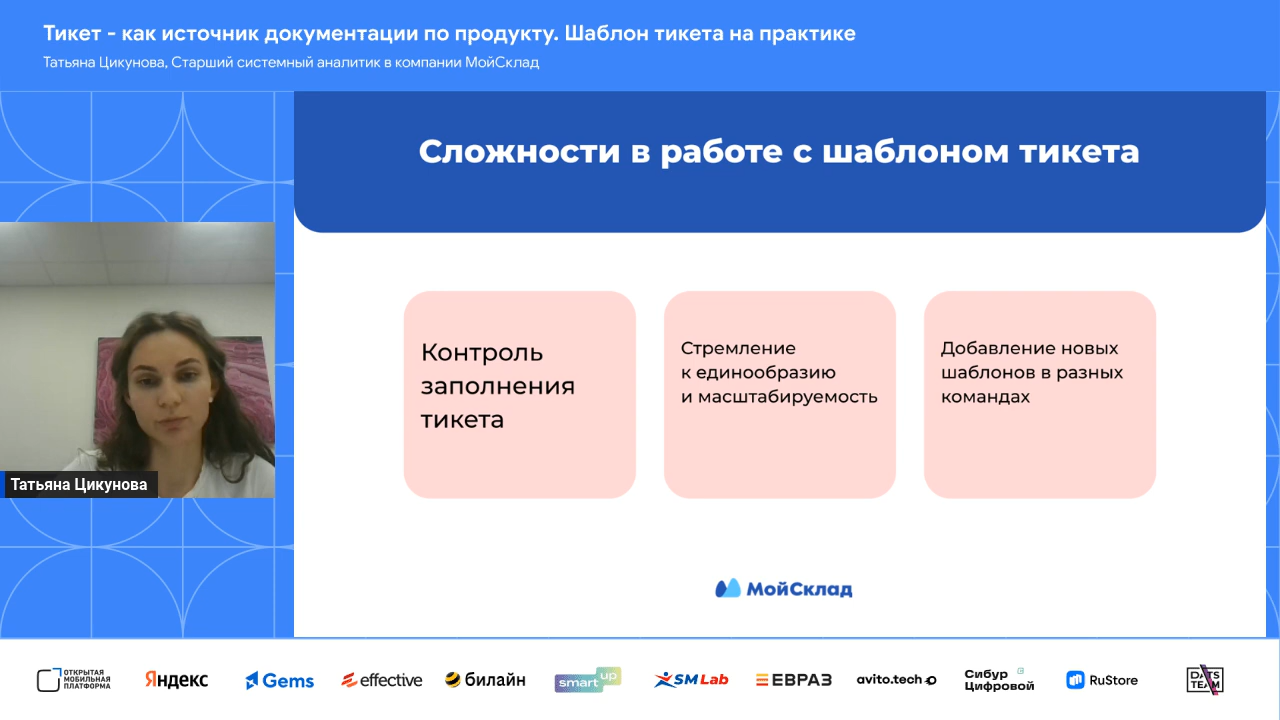 Тикет - как источник документации по продукту. Шаблон тикета на практике
Татьяна Цикунова, Старший системный аналитик в компании МойСклад
Сложности в работе с шаблоном тикета
Контроль
заполнения
тикета
Стремление
к единообразию
и масштабируемость
Добавление новых
шаблонов в разных
командах
Татьяна Цикунова
МойСклад
ОТКРЫТАЯ
МОБИЛЬНАЯ
ПЛАТФОРМА
Яндекс
Gems
effective
билайн
smart up
SM Lab
ЕВРАЗ
avito.tech
Сибур
Цифровой
RuStore
DATS
TEAM